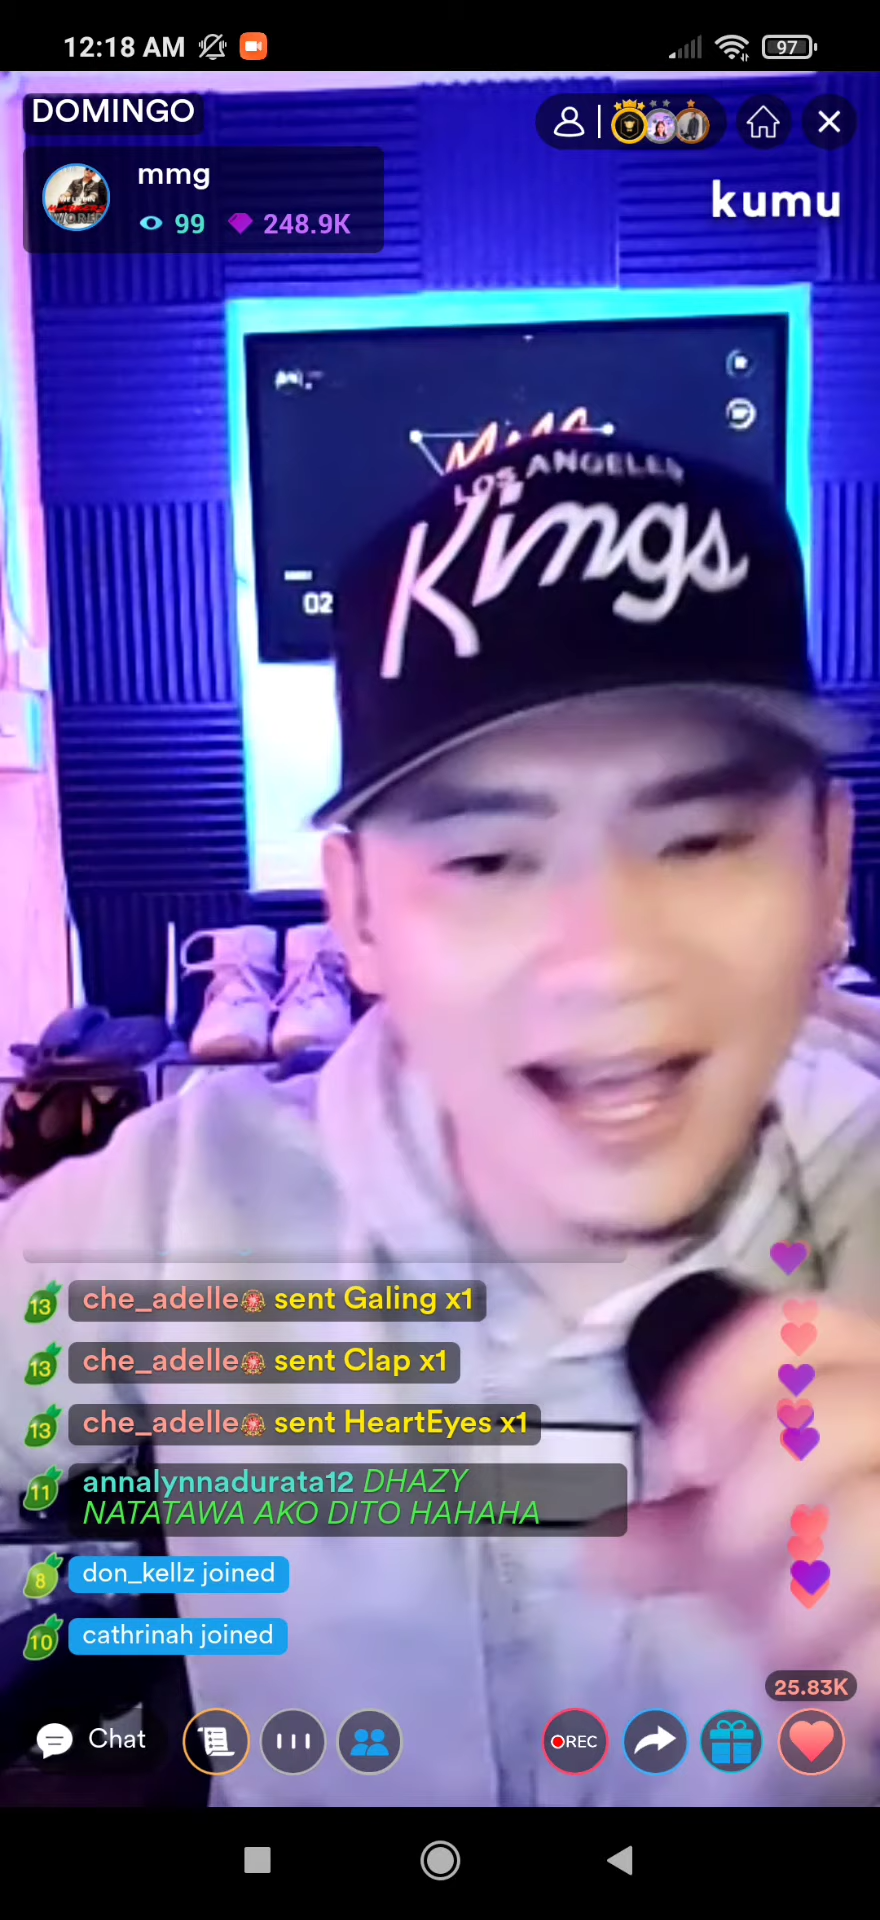 12:18 AM
97
DOMINGO
mmg
99 248.9K
kumu
LOS ANGELES
Kings
02
13 che_adelle sent Galing x1
13 che_adelle sent Clap x1
13 che_adelle sent HeartEyes x1
11 annalynnadurata12 DHAZY
NATATAWA AKO DITO HAHAHA
8 don_kellz joined
10 cathrinah joined
25.83K
Chat
REC